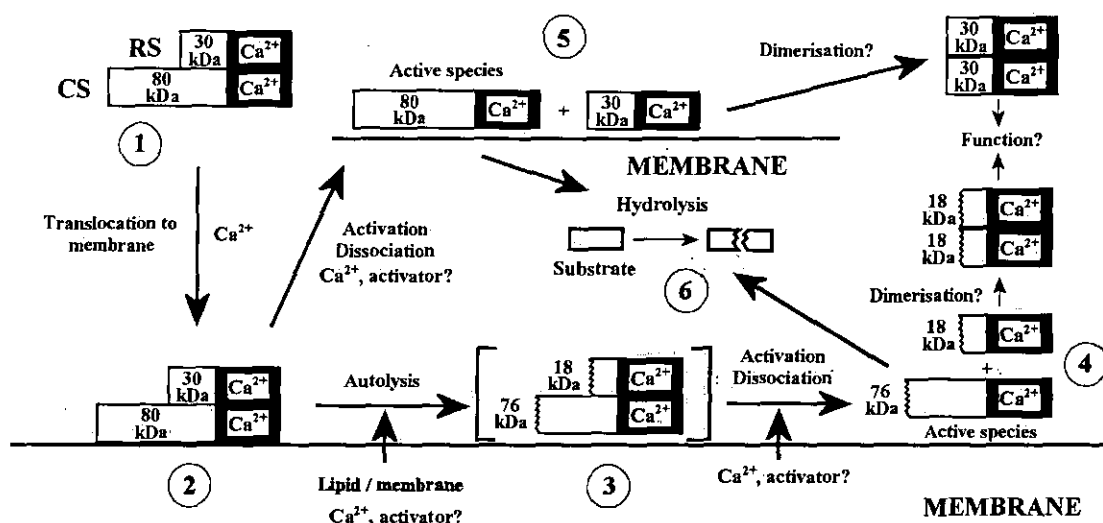 RS
30
kDa
Ca²⁺
CS
80
kDa
Ca²⁺
1
Translocation to
membrane
Ca²⁺
5
Active species
80
kDa
Ca²⁺
+
30
kDa
Ca²⁺
MEMBRANE
Dimerisation?
30
kDa
Ca²⁺
30
kDa
Ca²⁺
Function?
18
kDa
Ca²⁺
18
kDa
Ca²⁺
Dimerisation?
18
kDa
Ca²⁺
4
+
76
kDa
Ca²⁺
Active species
Activation
Dissociation
Ca²⁺, activator?
Hydrolysis
Substrate
6
30
kDa
Ca²⁺
80
kDa
Ca²⁺
2
Autolysis
Lipid / membrane
Ca²⁺, activator?
18
kDa
Ca²⁺
76
kDa
Ca²⁺
3
Activation
Dissociation
Ca²⁺, activator?
MEMBRANE